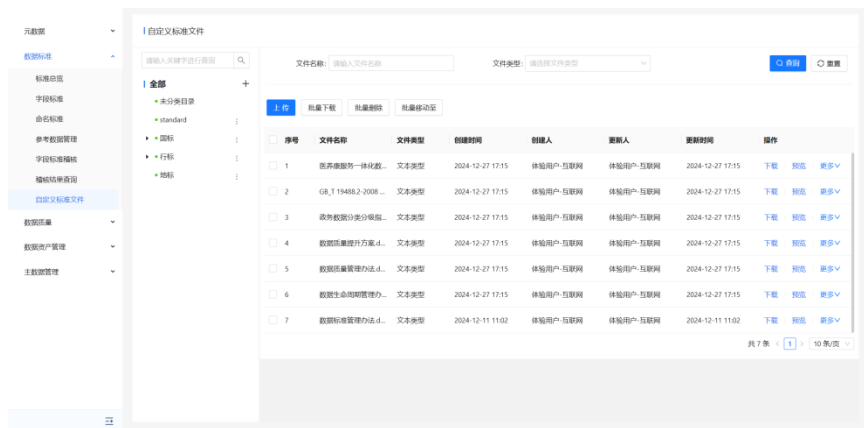 元数据
数据标准
标准总览
字段标准
命名标准
参考数据管理
字段标准稽核
稽核结果查询
自定义标准文件
数据质量
数据资产管理
主数据管理
自定义标准文件
请输入关键字进行查询
全部 +
未分类目录
standard
国标
行标
地标
文件名称: 请输入文件名称 文件类型: 请选择文件类型 查询 重置
上传 批量下载 批量删除 批量移动至
序号 文件名称 文件类型 创建时间 创建人 更新人 更新时间 操作
1 医养康服务一体化数... 文本类型 2024-12-27 17:15 体验用户-互联网 体验用户-互联网 2024-12-27 17:15 下载 预览 更多
2 GB_T 19488.2-2008 ... 文本类型 2024-12-27 17:15 体验用户-互联网 体验用户-互联网 2024-12-27 17:15 下载 预览 更多
3 政务数据分类分级指... 文本类型 2024-12-27 17:15 体验用户-互联网 体验用户-互联网 2024-12-27 17:15 下载 预览 更多
4 数据质量提升方案.d... 文本类型 2024-12-27 17:15 体验用户-互联网 体验用户-互联网 2024-12-27 17:15 下载 预览 更多
5 数据质量管理办法.d... 文本类型 2024-12-27 17:15 体验用户-互联网 体验用户-互联网 2024-12-27 17:15 下载 预览 更多
6 数据生命周期管理办... 文本类型 2024-12-27 17:15 体验用户-互联网 体验用户-互联网 2024-12-27 17:15 下载 预览 更多
7 数据标准管理办法.d... 文本类型 2024-12-11 11:02 体验用户-互联网 体验用户-互联网 2024-12-11 11:02 下载 预览 更多
共 7 条 < 1 > 10 条/页